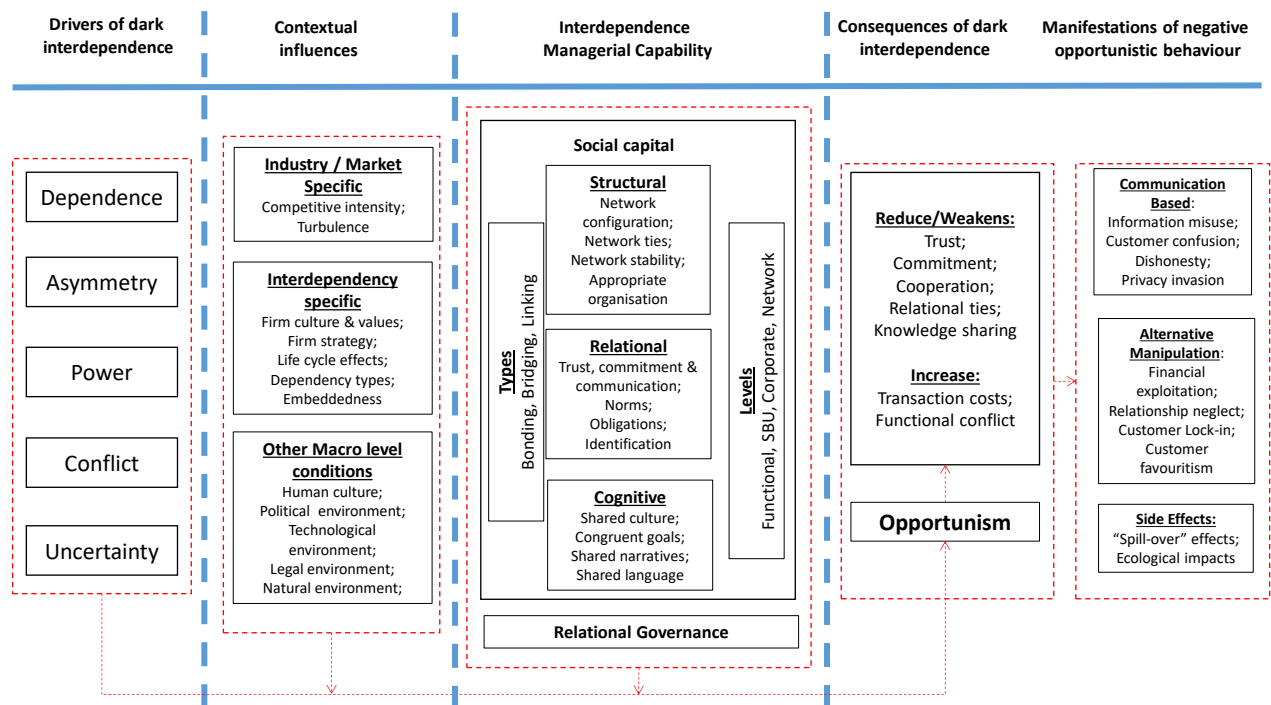 Drivers of dark
interdependence
Contextual
influences
Interdependence
Managerial Capability
Consequences of dark
interdependence
Manifestations of negative
opportunistic behaviour
Dependence
Asymmetry
Power
Conflict
Uncertainty
Industry / Market
Specific
Competitive intensity;
Turbulence
Interdependency
specific
Firm culture & values;
Firm strategy;
Life cycle effects;
Dependency types;
Embeddedness
Other Macro level
conditions
Human culture;
Political environment;
Technological
environment;
Legal environment;
Natural environment;
Social capital
Types
Bonding, Bridging, Linking
Structural
Network
configuration;
Network ties;
Network stability;
Appropriate
organisation
Relational
Trust, commitment &
communication;
Norms;
Obligations;
Identification
Cognitive
Shared culture;
Congruent goals;
Shared narratives;
Shared language
Levels
Functional, SBU, Corporate, Network
Relational Governance
Reduce/Weakens:
Trust;
Commitment;
Cooperation;
Relational ties;
Knowledge sharing
Increase:
Transaction costs;
Functional conflict
Opportunism
Communication
Based:
Information misuse;
Customer confusion;
Dishonesty;
Privacy invasion
Alternative
Manipulation:
Financial
exploitation;
Relationship neglect;
Customer Lock-in;
Customer
favouritism
Side Effects:
“Spill-over” effects;
Ecological impacts